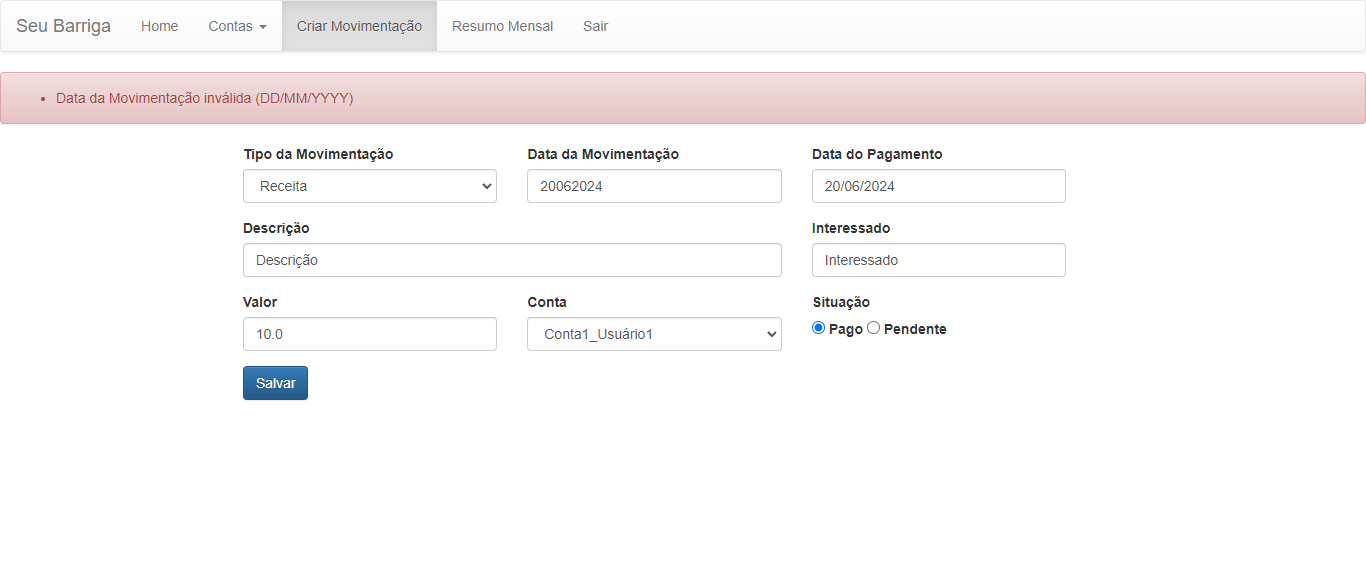 Seu Barriga Home Contas Criar Movimentação Resumo Mensal Sair
Data da Movimentação inválida (DD/MM/YYYY)
Tipo da Movimentação Data da Movimentação Data do Pagamento
Receita 20062024 20/06/2024
Descrição Interessado
Descrição Interessado
Valor Conta Situação
10.0 Conta1_Usuário1 Pago Pendente
Salvar